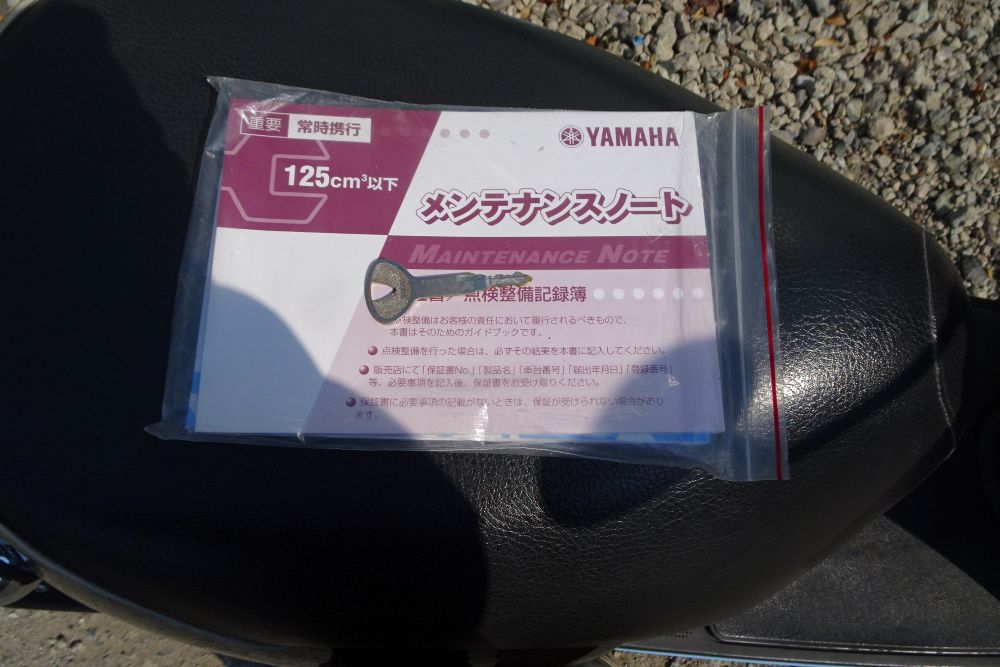 重要 常時携行
YAMAHA
125cm³以下
メンテナンスノート
MAINTENANCE NOTE
書/点検整備記録簿
点検整備はお客様の責任において履行されるべきもので、
本書はそのためのガイドブックです。
点検整備を行った場合は、必ずその結果を本書に記入してください。
販売店にて「保証書No.」「製品名」「車台番号」「届出年月日」「登録番号」
等、必要事項を記入後、保証書をお受け取りください。
保証書に必要事項の記載がないときは、保証が受けられない場合があり
ます。